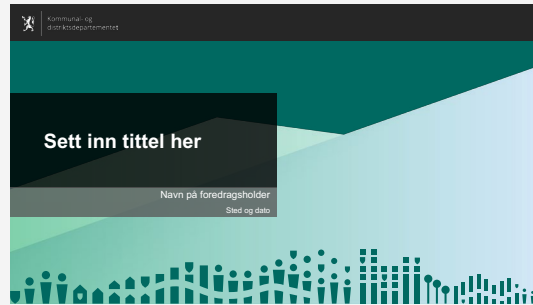 Kommunal- og
distriktsdepartementet
Sett inn tittel her
Navn på foredragsholder
Sted og dato